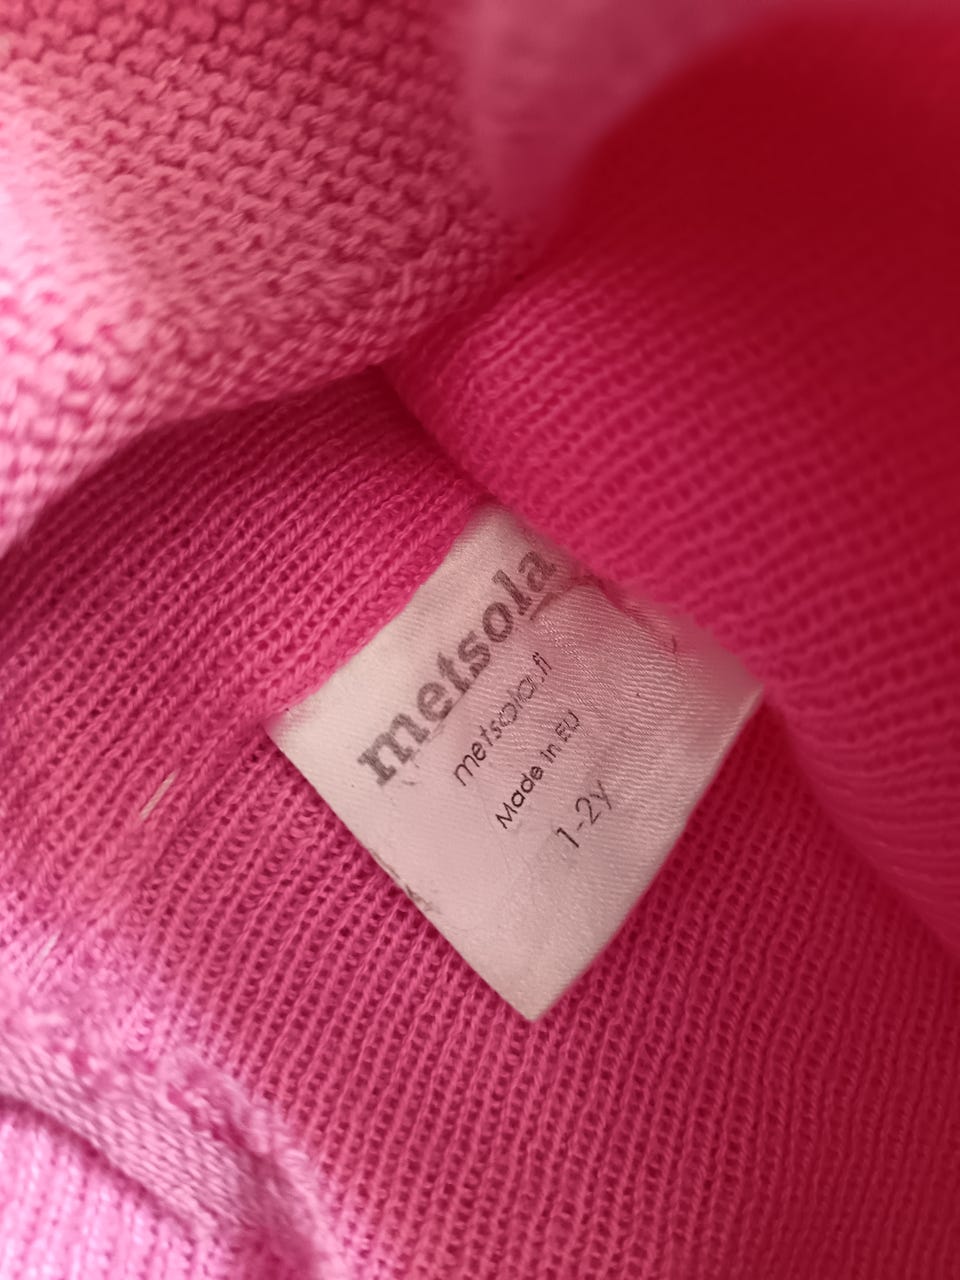 metsola
metsola.fi
Made in EU
1-2y